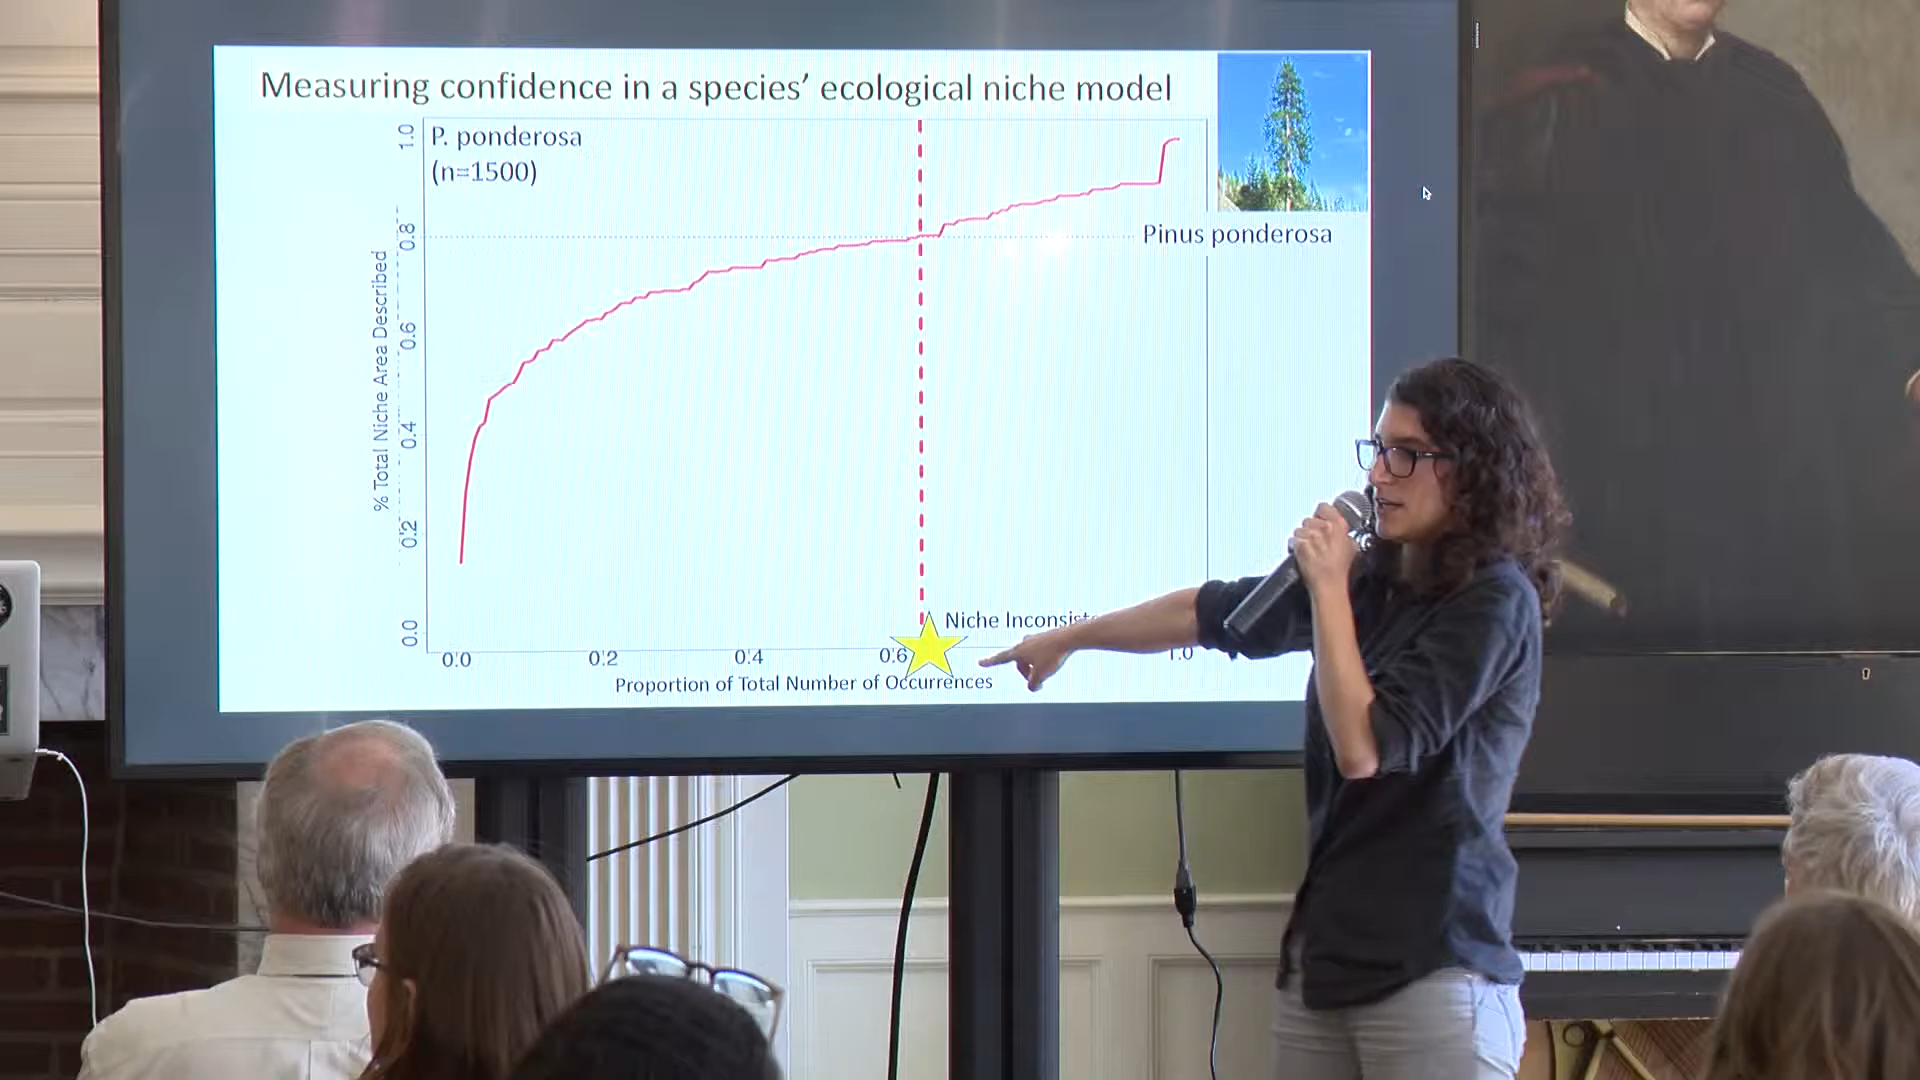 Measuring confidence in a species' ecological niche model
P. ponderosa
(n=1500)
Pinus ponderosa
% Total Niche Area Described
1.0
0.8
0.6
0.4
0.2
0.0
Niche
0.0 0.2 0.4 0.6 1.0
Proportion of Total Number of Occurrences